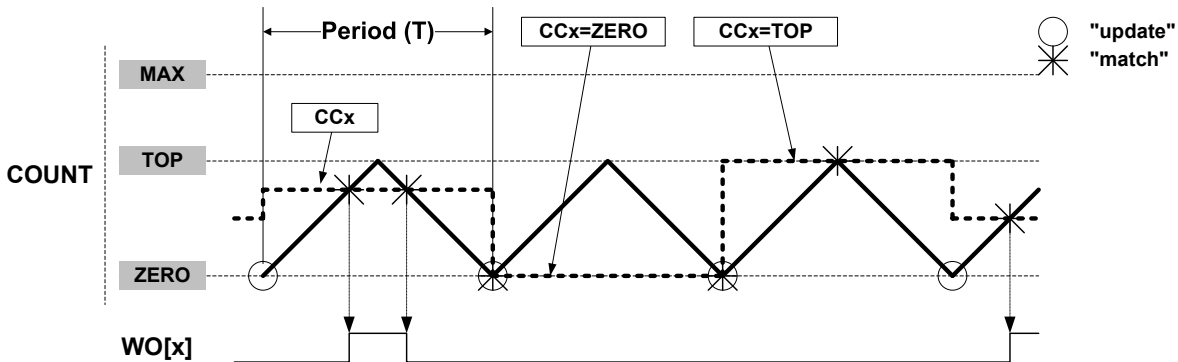 Period (T)
CCx=ZERO
CCx=TOP
"update"
"match"
MAX
CCx
TOP
COUNT
ZERO
WO[x]